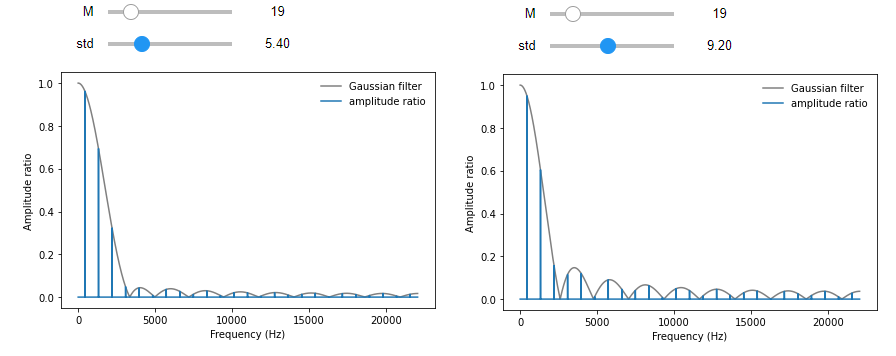 M 19
std 5.40
1.0
0.8
0.6
0.4
0.2
0.0
Amplitude ratio
Gaussian filter
amplitude ratio
0 5000 10000 15000 20000
Frequency (Hz)
M 19
std 9.20
1.0
0.8
0.6
0.4
0.2
0.0
Amplitude ratio
Gaussian filter
amplitude ratio
0 5000 10000 15000 20000
Frequency (Hz)